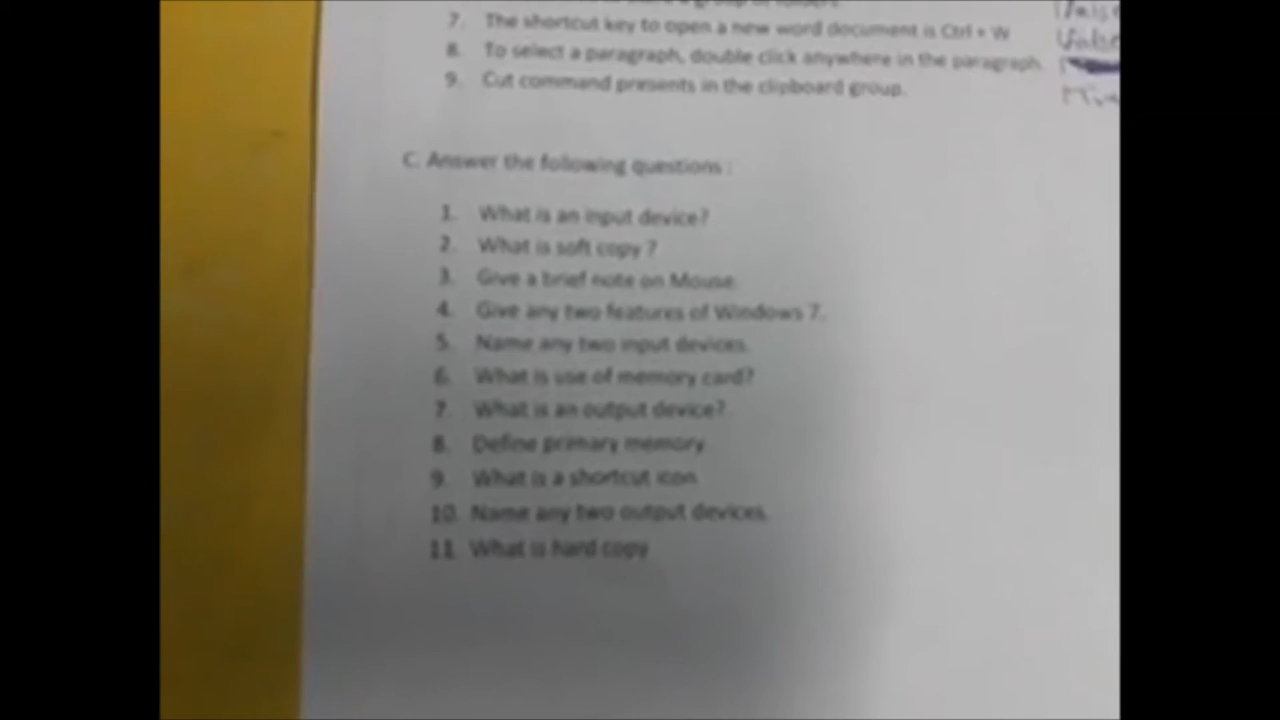 7. The shortcut key to open a new word document is Ctrl + W
8. To select a paragraph, double click anywhere in the paragraph.
9. Cut command presents in the clipboard group.
C. Answer the following questions :
1. What is an input device?
2. What is soft copy ?
3. Give a brief note on Mouse.
4. Give any two features of Windows 7.
5. Name any two input devices.
6. What is use of memory card?
7. What is an output device?
8. Define primary memory.
9. What is a shortcut icon
10. Name any two output devices.
11. What is hard copy